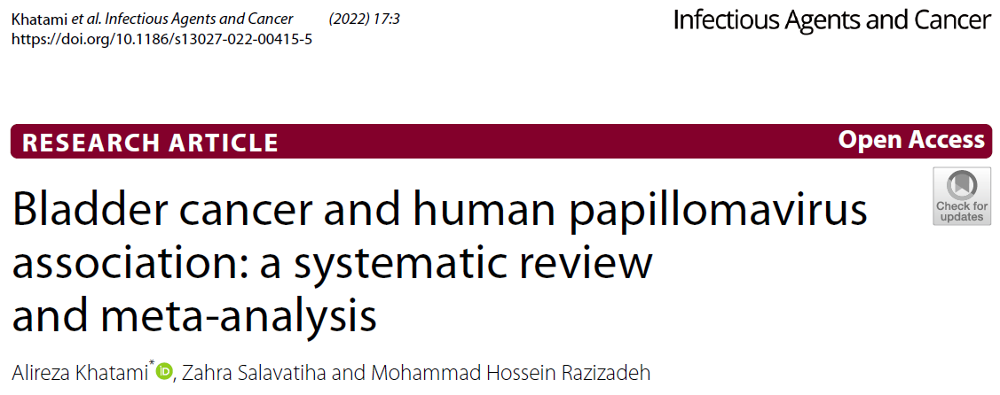 Khatami et al. Infectious Agents and Cancer (2022) 17:3
https://doi.org/10.1186/s13027-022-00415-5
Infectious Agents and Cancer
RESEARCH ARTICLE
Open Access
Bladder cancer and human papillomavirus
association: a systematic review
and meta-analysis
Check for
updates
Alireza Khatami* iD, Zahra Salavatiha and Mohammad Hossein Razizadeh